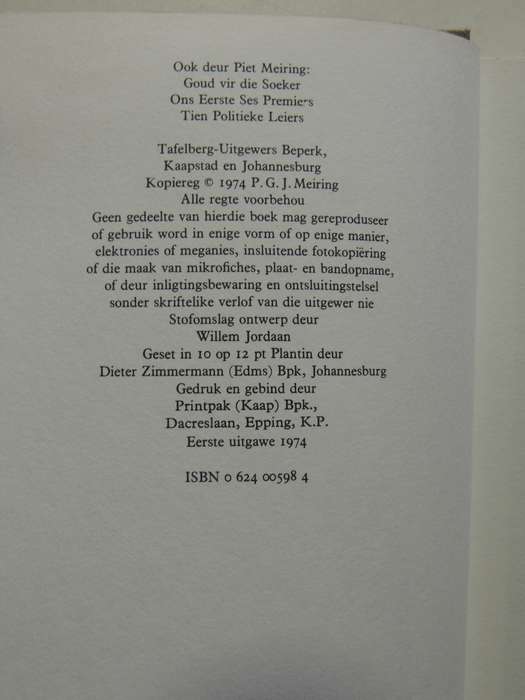 Ook deur Piet Meiring:
Goud vir die Soeker
Ons Eerste Ses Premiers
Tien Politieke Leiers
Tafelberg-Uitgewers Beperk,
Kaapstad en Johannesburg
Kopiereg © 1974 P. G. J. Meiring
Alle regte voorbehou
Geen gedeelte van hierdie boek mag gereproduseer
of gebruik word in enige vorm of op enige manier,
elektronies of meganies, insluitende fotokopiëring
of die maak van mikrofiches, plaat- en bandopname,
of deur inligtingsbewaring en ontsluitingstelsel
sonder skriftelike verlof van die uitgewer nie
Stofomslag ontwerp deur
Willem Jordaan
Geset in 10 op 12 pt Plantin deur
Dieter Zimmermann (Edms) Bpk, Johannesburg
Gedruk en gebind deur
Printpak (Kaap) Bpk.,
Dacreslaan, Epping, K.P.
Eerste uitgawe 1974
ISBN 0 624 00598 4